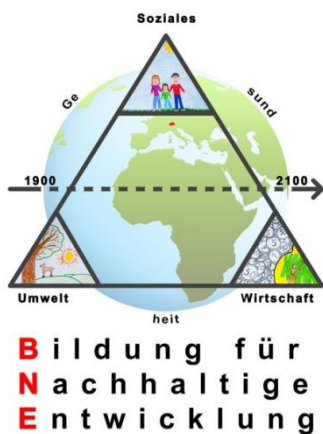 Soziales
Ge
sund
1900
2100
Umwelt
Wirtschaft
heit
Bildung für
Nachhaltige
Entwicklung